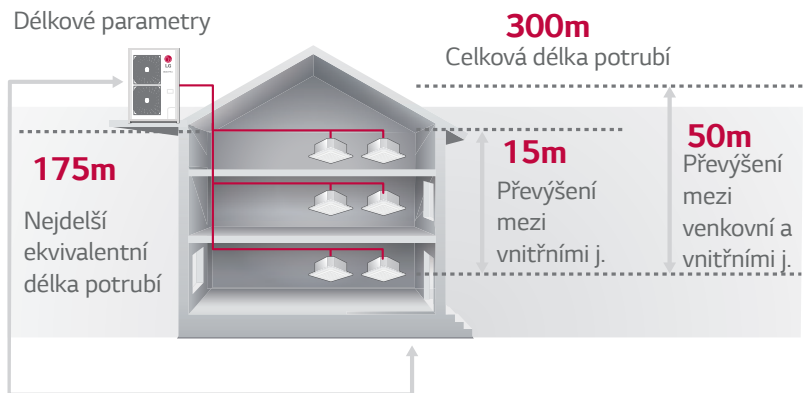 Délkové parametry
300m
Celková délka potrubí
LG
175m
Nejdelší
ekvivalentní
délka potrubí
15m
Převýšení
mezi
vnitřními j.
50m
Převýšení
mezi
venkovní a
vnitřními j.